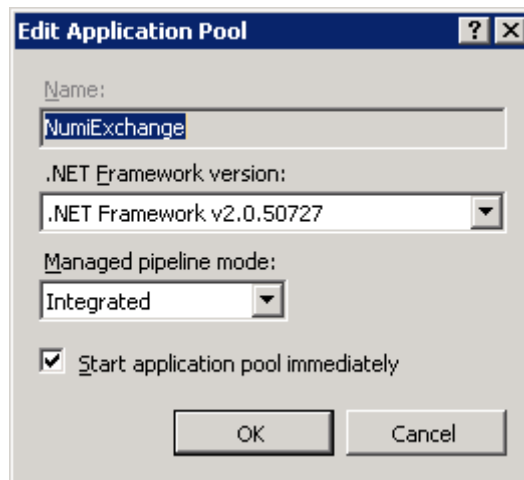 Edit Application Pool
Name:
NumiExchange
.NET Framework version:
.NET Framework v2.0.50727
Managed pipeline mode:
Integrated
Start application pool immediately
OK Cancel